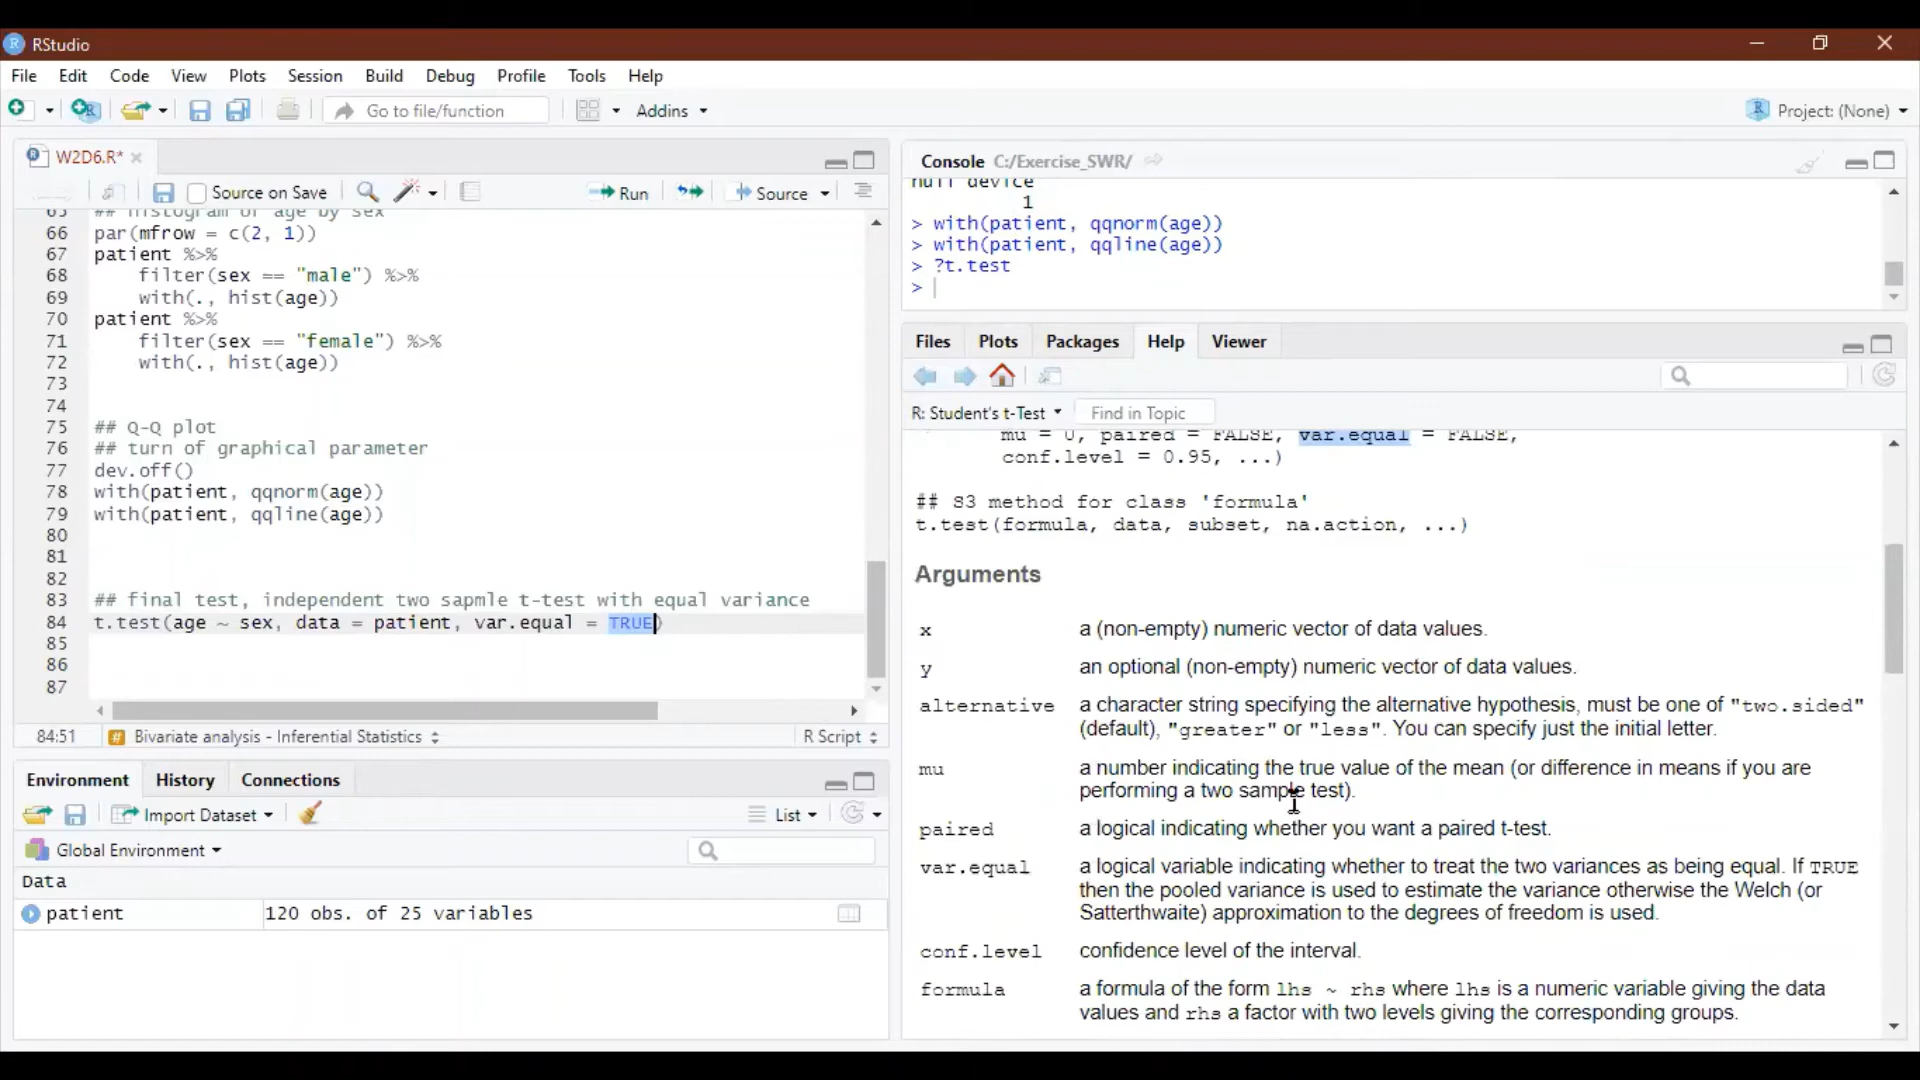 RStudio
File Edit Code View Plots Session Build Debug Profile Tools Help
Go to file/function Addins Project: (None)
W2D6.R*
Source on Save Run Source
65 ## histogram of age by sex
66 par(mfrow = c(2, 1))
67 patient %>%
68 filter(sex == "male") %>%
69 with(., hist(age))
70 patient %>%
71 filter(sex == "female") %>%
72 with(., hist(age))
73
74
75 ## Q-Q plot
76 ## turn of graphical parameter
77 dev.off()
78 with(patient, qqnorm(age))
79 with(patient, qqline(age))
80
81
82
83 ## final test, independent two sapmle t-test with equal variance
84 t.test(age ~ sex, data = patient, var.equal = TRUE)
85
86
87
84:51 Bivariate analysis - Inferential Statistics R Script
Environment History Connections
Import Dataset List
Global Environment
Data
patient 120 obs. of 25 variables
Console C:/Exercise_SWR/
null device
1
> with(patient, qqnorm(age))
> with(patient, qqline(age))
> ?t.test
>
Files Plots Packages Help Viewer
R: Student's t-Test Find in Topic
mu = 0, paired = FALSE, var.equal = FALSE,
conf.level = 0.95, ...)
## S3 method for class 'formula'
t.test(formula, data, subset, na.action, ...)
Arguments
x a (non-empty) numeric vector of data values.
y an optional (non-empty) numeric vector of data values.
alternative a character string specifying the alternative hypothesis, must be one of "two.sided"
(default), "greater" or "less". You can specify just the initial letter.
mu a number indicating the true value of the mean (or difference in means if you are
performing a two sample test).
paired a logical indicating whether you want a paired t-test.
var.equal a logical variable indicating whether to treat the two variances as being equal. If TRUE
then the pooled variance is used to estimate the variance otherwise the Welch (or
Satterthwaite) approximation to the degrees of freedom is used.
conf.level confidence level of the interval.
formula a formula of the form lhs ~ rhs where lhs is a numeric variable giving the data
values and rhs a factor with two levels giving the corresponding groups.